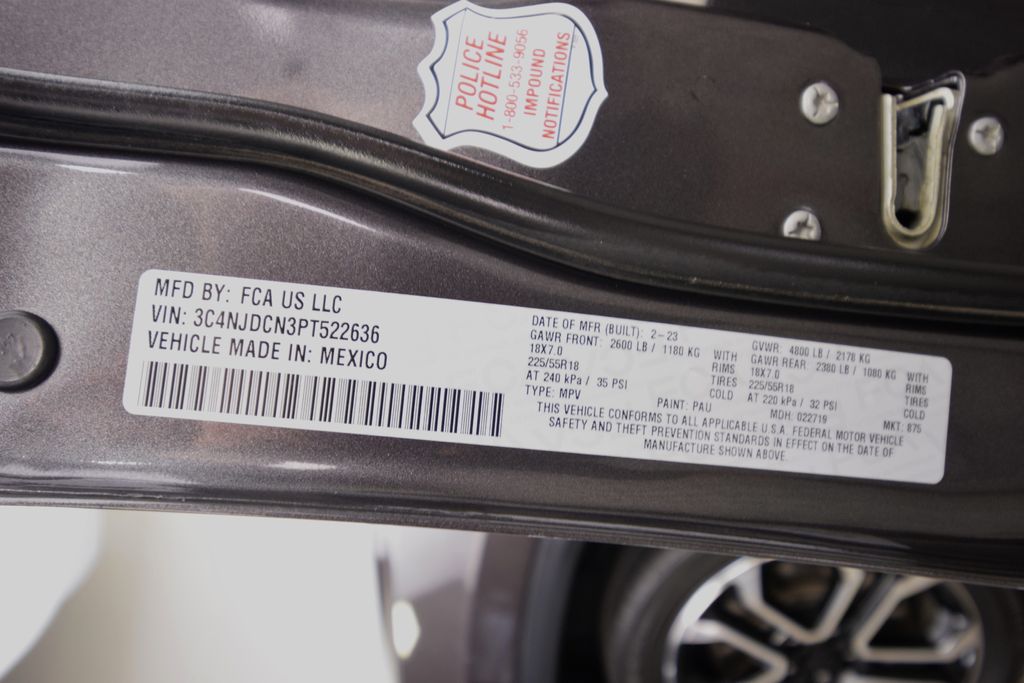 POLICE
HOTLINE
1-800-533-9056
IMPOUND
NOTIFICATIONS
MFD BY: FCA US LLC
VIN: 3C4NJDCN3PT522636
VEHICLE MADE IN: MEXICO
DATE OF MFR (BUILT): 2-23 GVWR: 4800 LB / 2178 KG
GAWR FRONT: 2600 LB / 1180 KG WITH GAWR REAR: 2380 LB / 1080 KG WITH
18X7.0 RIMS 18X7.0 RIMS
225/55R18 TIRES 225/55R18 TIRES
AT 240 kPa / 35 PSI COLD AT 220 kPa / 32 PSI COLD
TYPE: MPV PAINT: PAU MDH: 022719 MKT: 875
THIS VEHICLE CONFORMS TO ALL APPLICABLE U.S.A. FEDERAL MOTOR VEHICLE
SAFETY AND THEFT PREVENTION STANDARDS IN EFFECT ON THE DATE OF
MANUFACTURE SHOWN ABOVE.